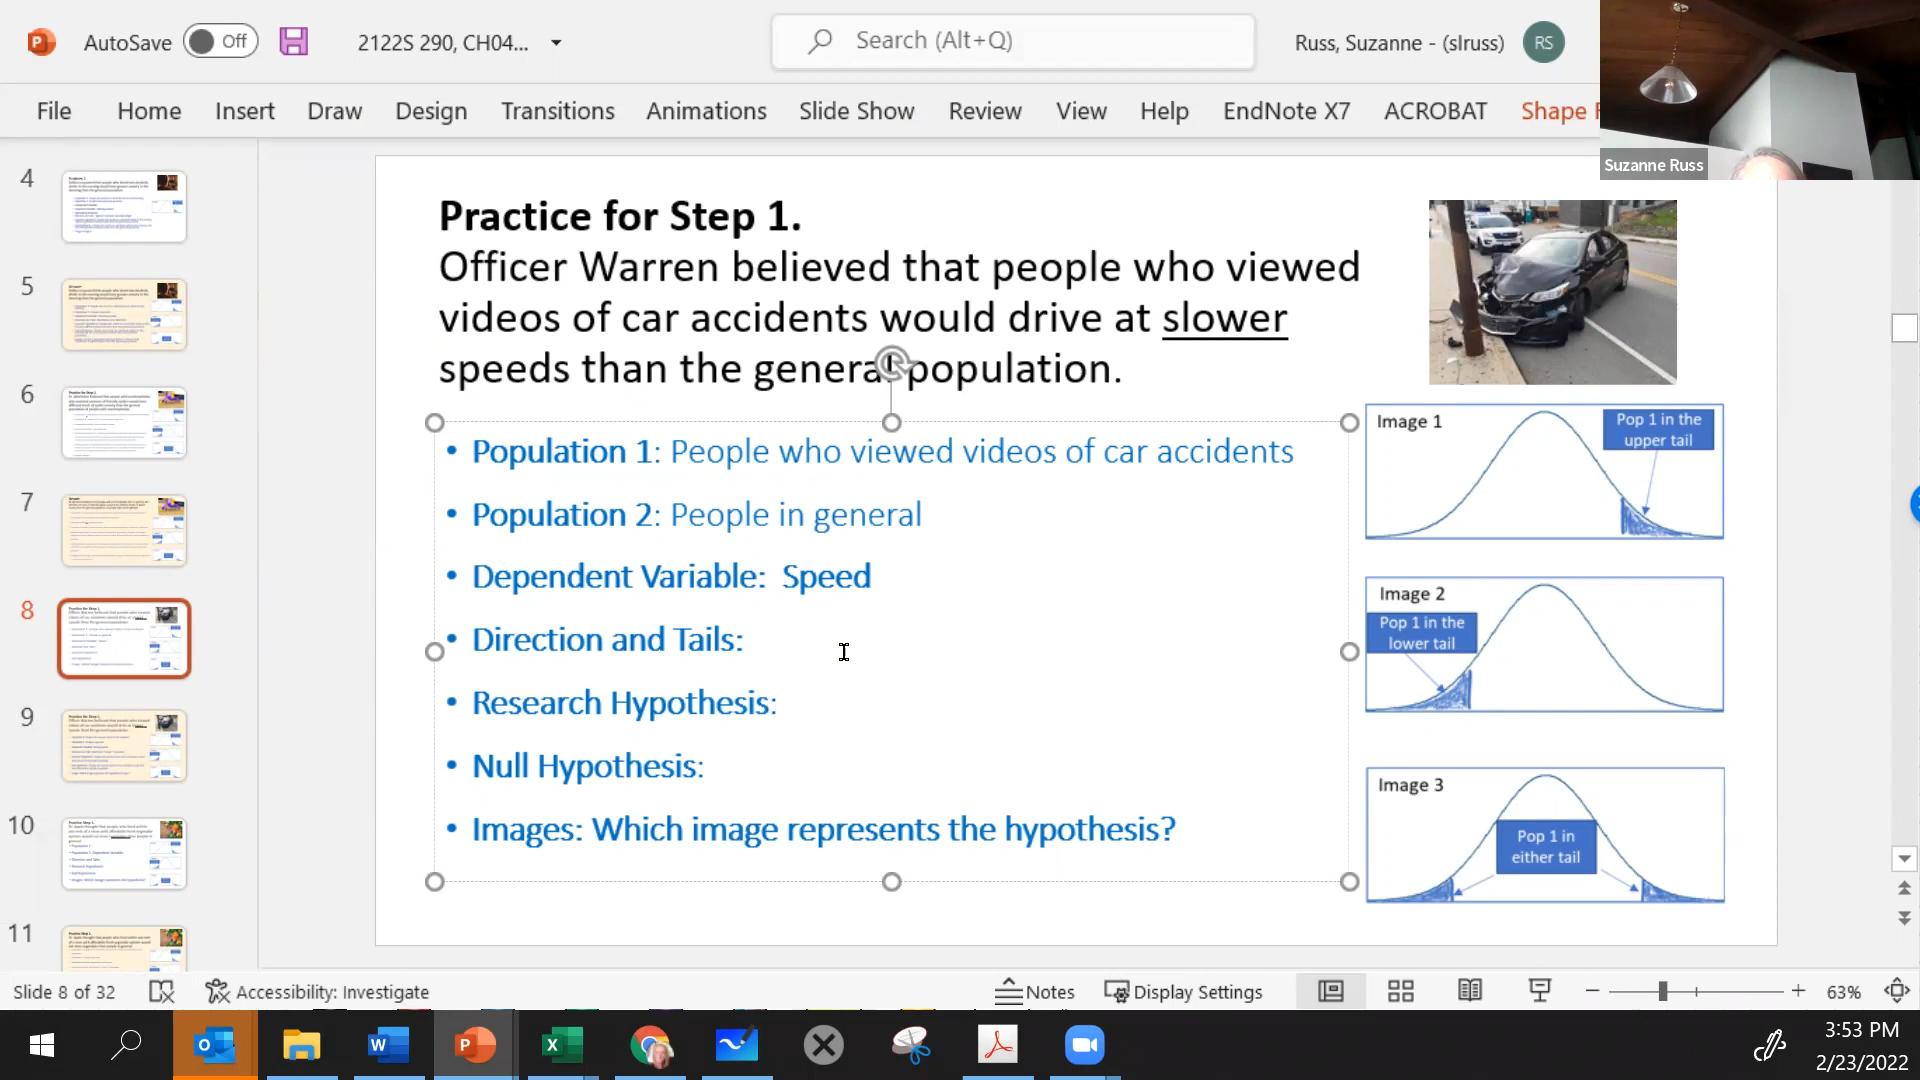 AutoSave
Off
2122S 290, CH04...
Search (Alt+Q)
Russ, Suzanne - (slruss)
RS
File
Home
Insert
Draw
Design
Transitions
Animations
Slide Show
Review
View
Help
EndNote X7
ACROBAT
Shape
Suzanne Russ
4
5
6
7
8
9
10
11
Practice for Step 1.
Officer Warren believed that people who viewed
videos of car accidents would drive at slower
speeds than the general population.
• Population 1: People who viewed videos of car accidents
• Population 2: People in general
• Dependent Variable: Speed
• Direction and Tails:
• Research Hypothesis:
• Null Hypothesis:
• Images: Which image represents the hypothesis?
Image 1
Pop 1 in the
upper tail
Image 2
Pop 1 in the
lower tail
Image 3
Pop 1 in
either tail
Slide 8 of 32
Accessibility: Investigate
Notes
Display Settings
63%
3:53 PM
2/23/2022